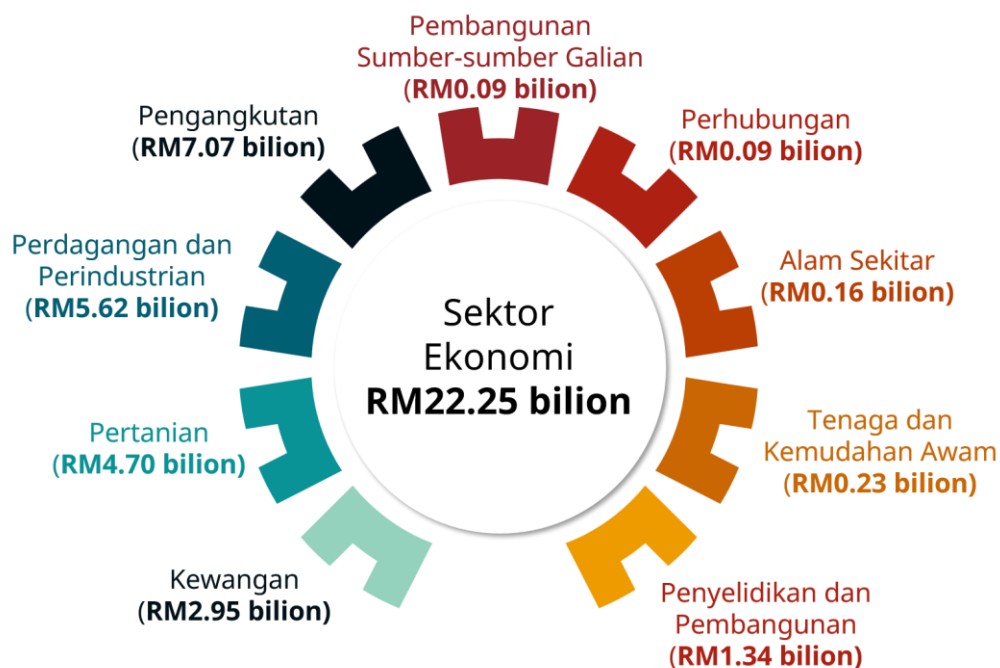 Pembangunan
Sumber-sumber Galian
(RM0.09 bilion)
Pengangkutan
(RM7.07 bilion)
Perhubungan
(RM0.09 bilion)
Perdagangan dan
Perindustrian
(RM5.62 bilion)
Alam Sekitar
(RM0.16 bilion)
Sektor
Ekonomi
RM22.25 bilion
Pertanian
(RM4.70 bilion)
Tenaga dan
Kemudahan Awam
(RM0.23 bilion)
Kewangan
(RM2.95 bilion)
Penyelidikan dan
Pembangunan
(RM1.34 bilion)